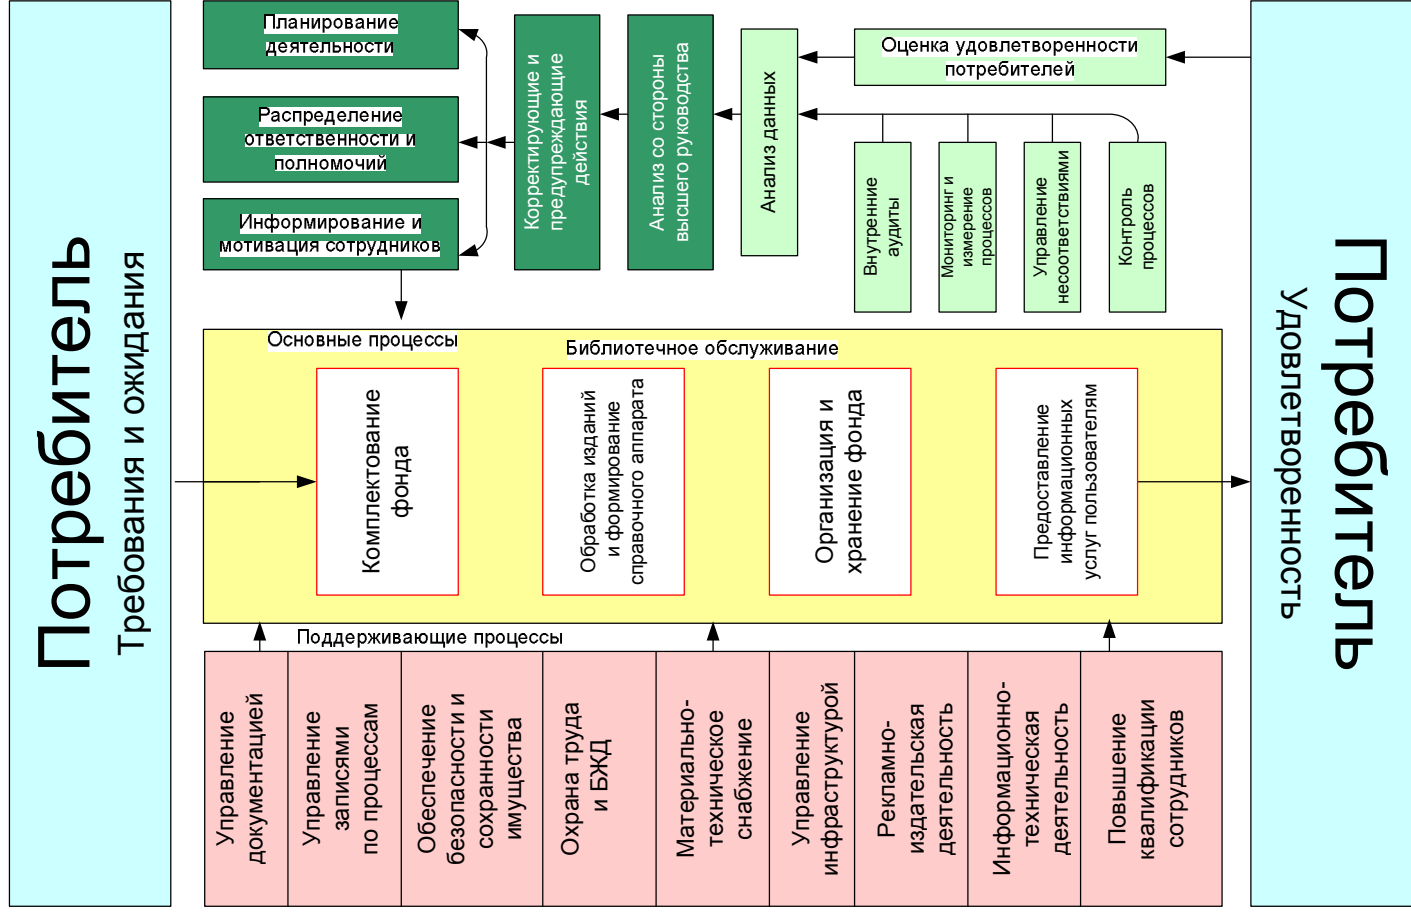 Потребитель
Требования и ожидания
Планирование
деятельности
Распределение
ответственности и
полномочий
Информирование и
мотивация сотрудников
Корректирующие и
предупреждающие
действия
Анализ со стороны
высшего руководства
Анализ данных
Оценка удовлетворенности
потребителей
Внутренние
аудиты
Мониторинг и
измерение
процессов
Управление
несоответствиями
Контроль
процессов
Основные процессы
Библиотечное обслуживание
Комплектование
фонда
Обработка изданий
и формирование
справочного аппарата
Организация и
хранение фонда
Предоставление
информационных
услуг пользователям
Поддерживающие процессы
Управление
документацией
Управление
записями
по процессам
Обеспечение
безопасности и
сохранности
имущества
Охрана труда
и БЖД
Материально-
техническое
снабжение
Управление
инфраструктурой
Рекламно-
издательская
деятельность
Информационно-
техническая
деятельность
Повышение
квалификации
сотрудников
Потребитель
Удовлетворенность